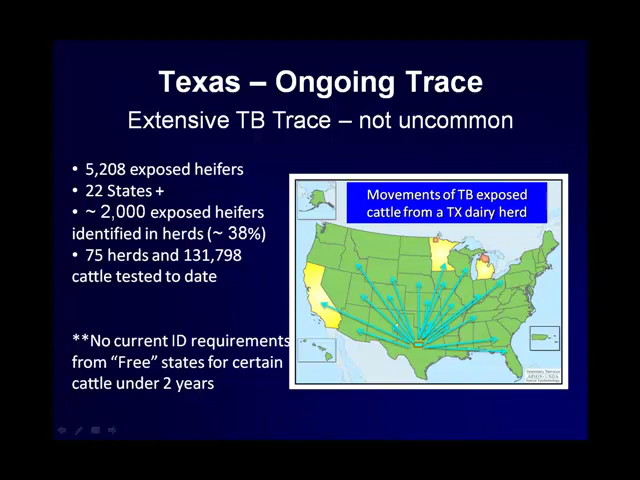 Texas – Ongoing Trace
Extensive TB Trace – not uncommon
• 5,208 exposed heifers
• 22 States +
• ~ 2,000 exposed heifers
identified in herds (~ 38%)
• 75 herds and 131,798
cattle tested to date
**No current ID requirements
from “Free” states for certain
cattle under 2 years
Movements of TB exposed
cattle from a TX dairy herd